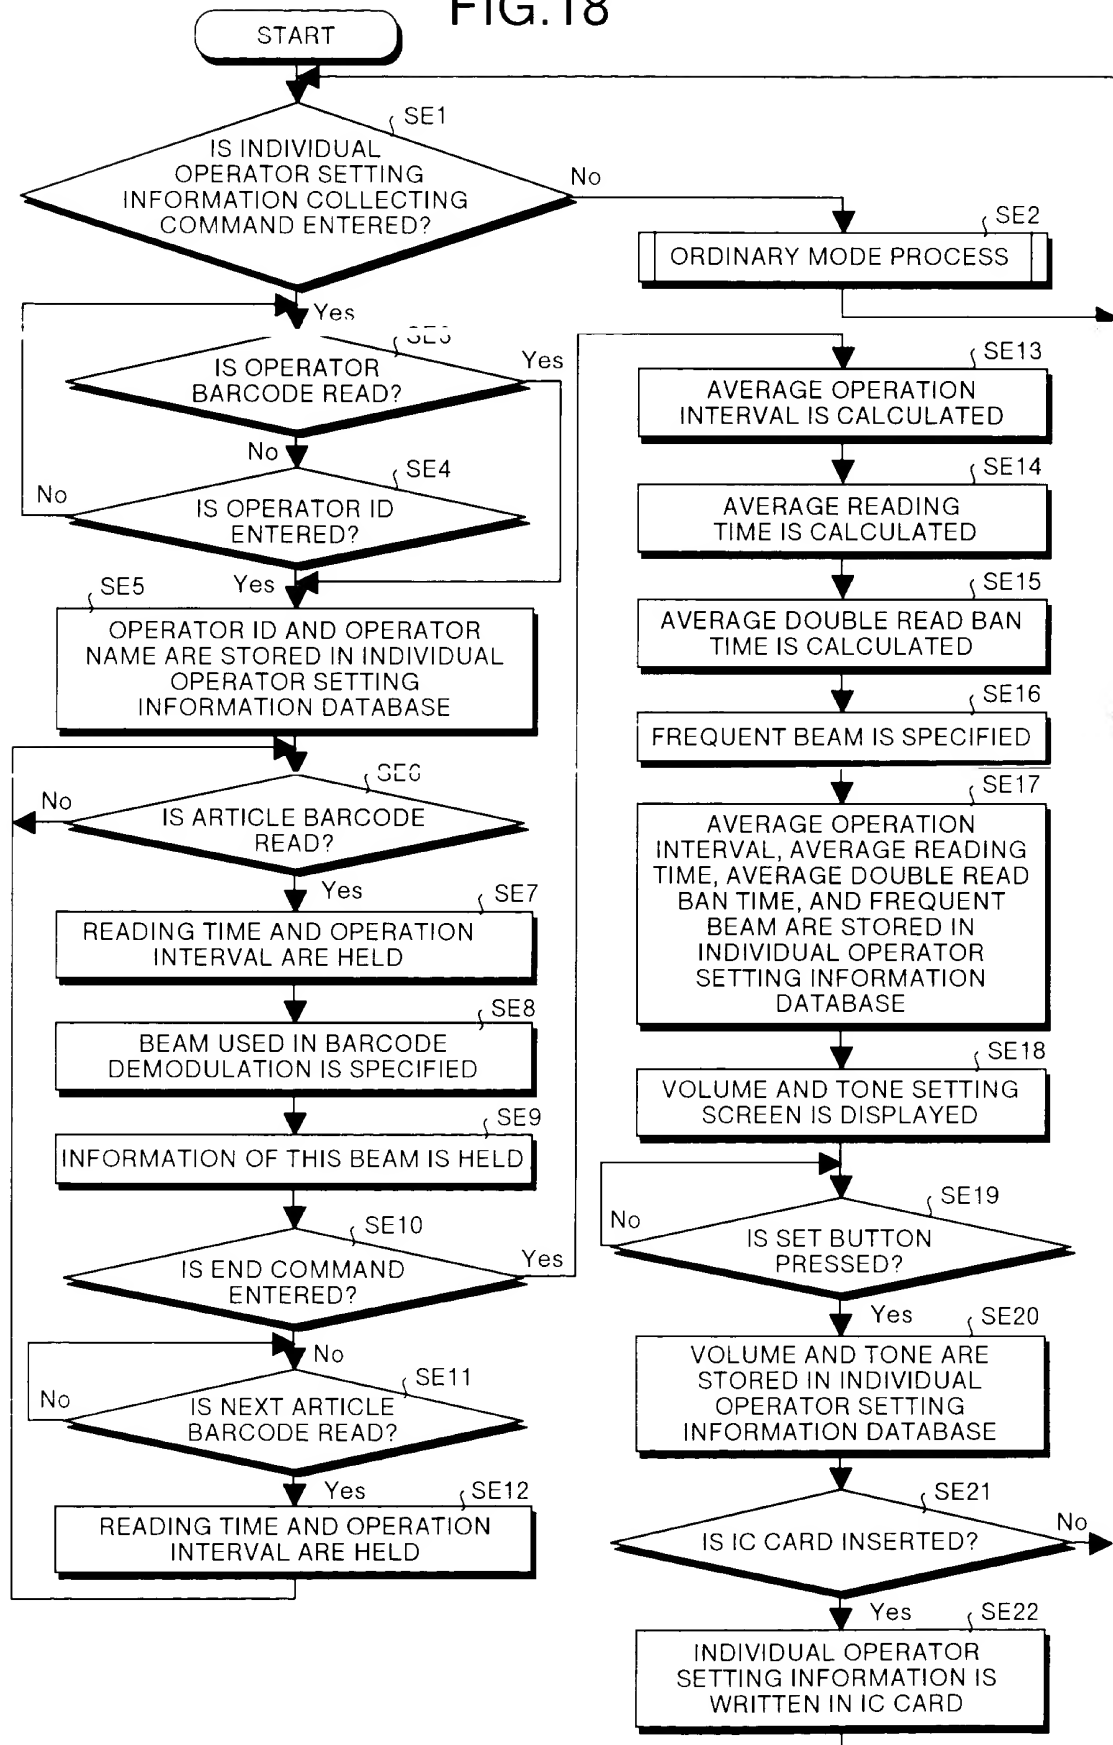 FIG.18
START
SE1
IS INDIVIDUAL
OPERATOR SETTING
INFORMATION COLLECTING
COMMAND ENTERED?
No
Yes
SE2
ORDINARY MODE PROCESS
IS OPERATOR
BARCODE READ?
Yes
No
SE4
IS OPERATOR ID
ENTERED?
No
Yes
SE5
OPERATOR ID AND OPERATOR
NAME ARE STORED IN INDIVIDUAL
OPERATOR SETTING
INFORMATION DATABASE
SE6
IS ARTICLE BARCODE
READ?
No
Yes
SE7
READING TIME AND OPERATION
INTERVAL ARE HELD
SE8
BEAM USED IN BARCODE
DEMODULATION IS SPECIFIED
SE9
INFORMATION OF THIS BEAM IS HELD
SE10
IS END COMMAND
ENTERED?
Yes
No
SE11
IS NEXT ARTICLE
BARCODE READ?
No
Yes
SE12
READING TIME AND OPERATION
INTERVAL ARE HELD
SE13
AVERAGE OPERATION
INTERVAL IS CALCULATED
SE14
AVERAGE READING
TIME IS CALCULATED
SE15
AVERAGE DOUBLE READ BAN
TIME IS CALCULATED
SE16
FREQUENT BEAM IS SPECIFIED
SE17
AVERAGE OPERATION
INTERVAL, AVERAGE READING
TIME, AVERAGE DOUBLE READ
BAN TIME, AND FREQUENT
BEAM ARE STORED IN
INDIVIDUAL OPERATOR
SETTING INFORMATION
DATABASE
SE18
VOLUME AND TONE SETTING
SCREEN IS DISPLAYED
SE19
IS SET BUTTON
PRESSED?
No
Yes
SE20
VOLUME AND TONE ARE
STORED IN INDIVIDUAL
OPERATOR SETTING
INFORMATION DATABASE
SE21
IS IC CARD INSERTED?
No
Yes
SE22
INDIVIDUAL OPERATOR
SETTING INFORMATION IS
WRITTEN IN IC CARD